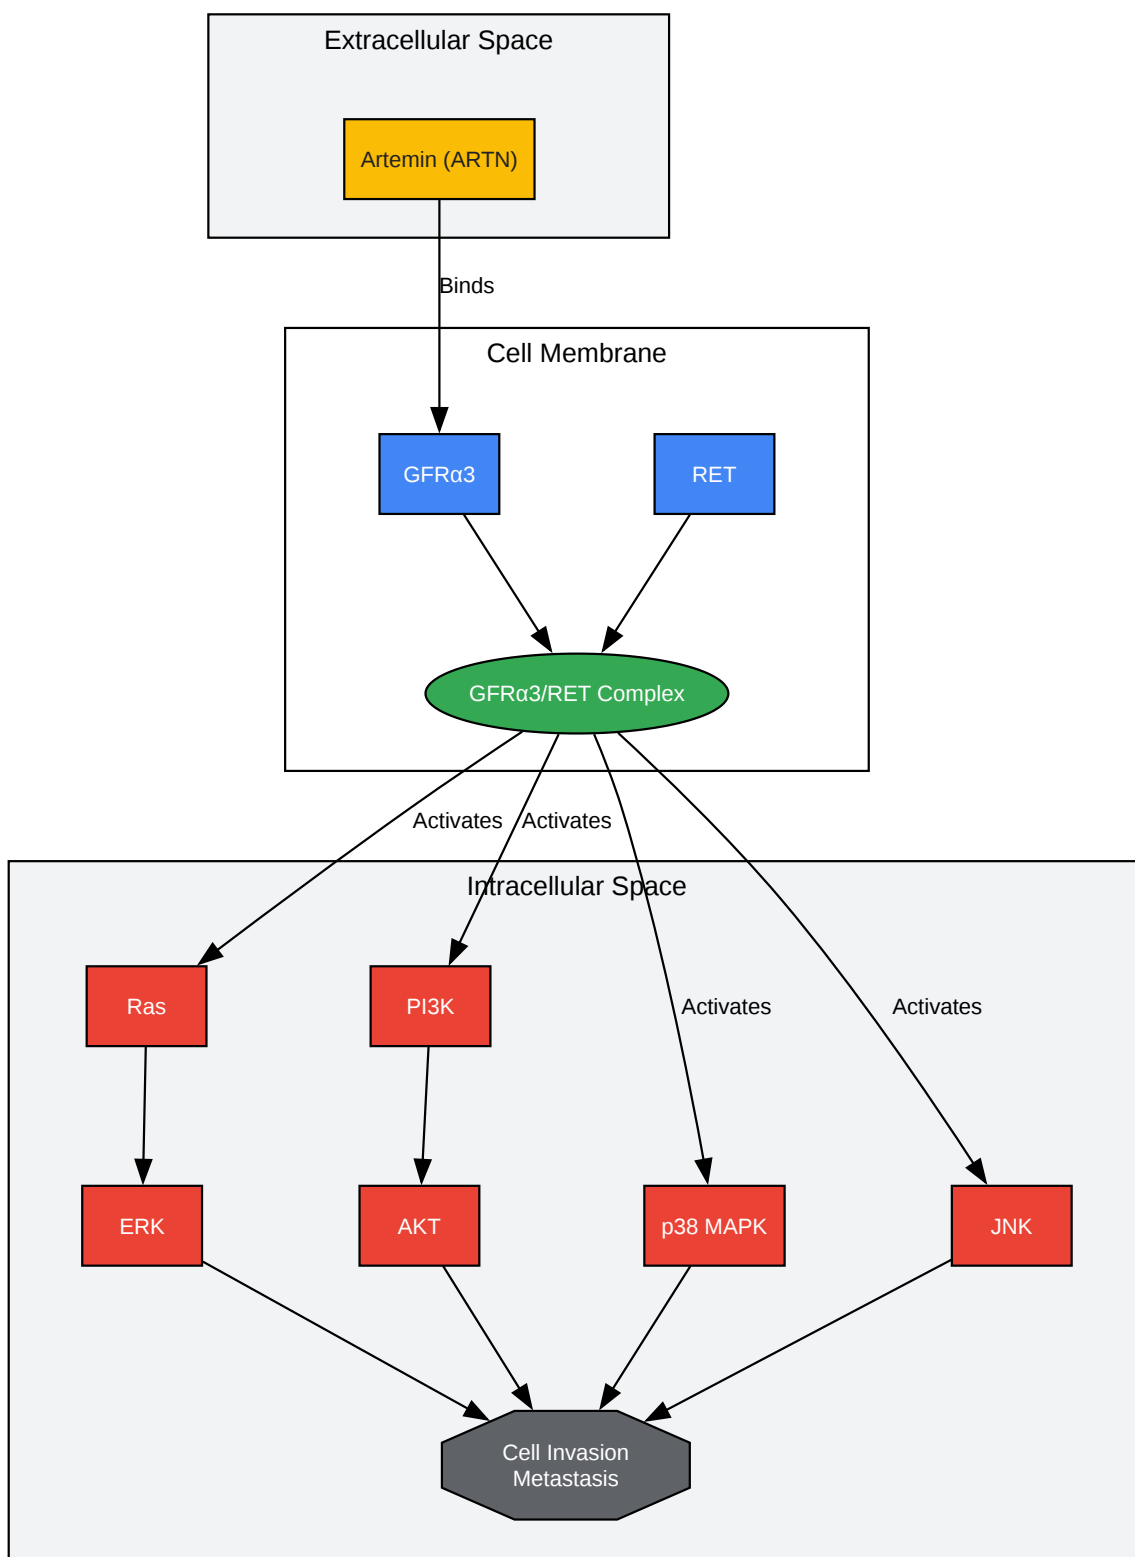 Extracellular Space
Artemin (ARTN)
Binds
Cell Membrane
GFRα3
RET
GFRα3/RET Complex
Activates
Activates
Intracellular Space
Ras
PI3K
Activates
Activates
ERK
AKT
p38 MAPK
JNK
Cell Invasion
Metastasis